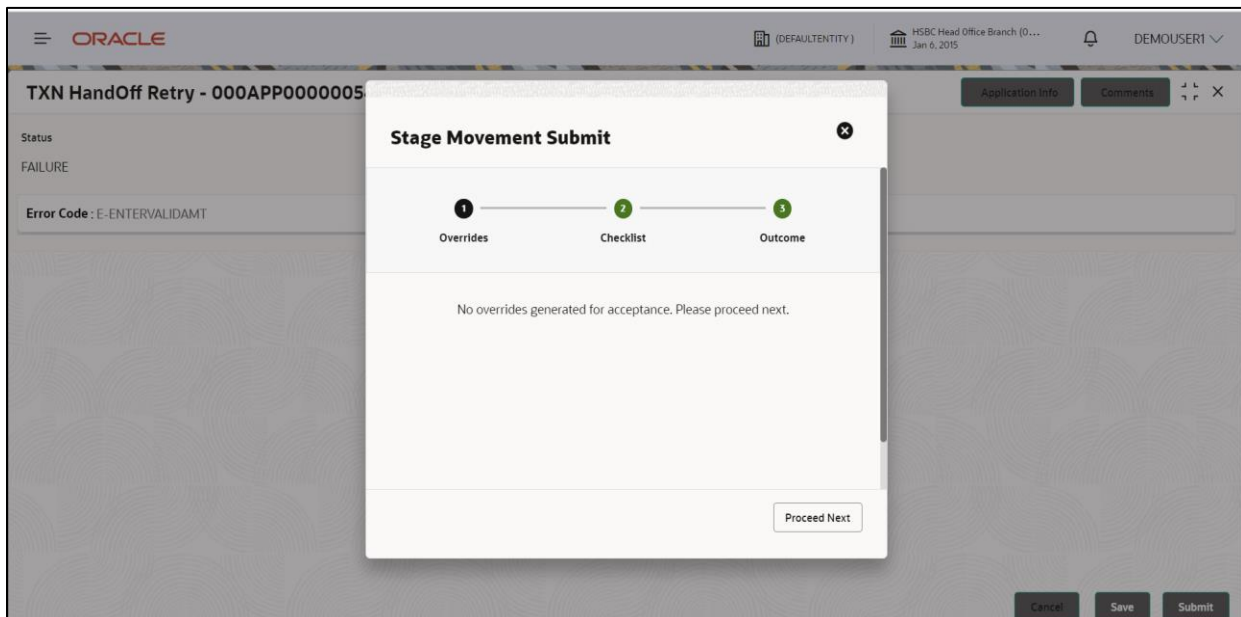 ORACLE
(DEFAULTENTITY)
HSBC Head Office Branch (0...
Jan 6, 2015
DEMOUSER1
TXN HandOff Retry - 000APP0000005
Application Info
Comments
Status
FAILURE
Error Code : E-ENTERVALIDAMT
Stage Movement Submit
1
2
3
Overrides
Checklist
Outcome
No overrides generated for acceptance. Please proceed next.
Proceed Next
Cancel
Save
Submit